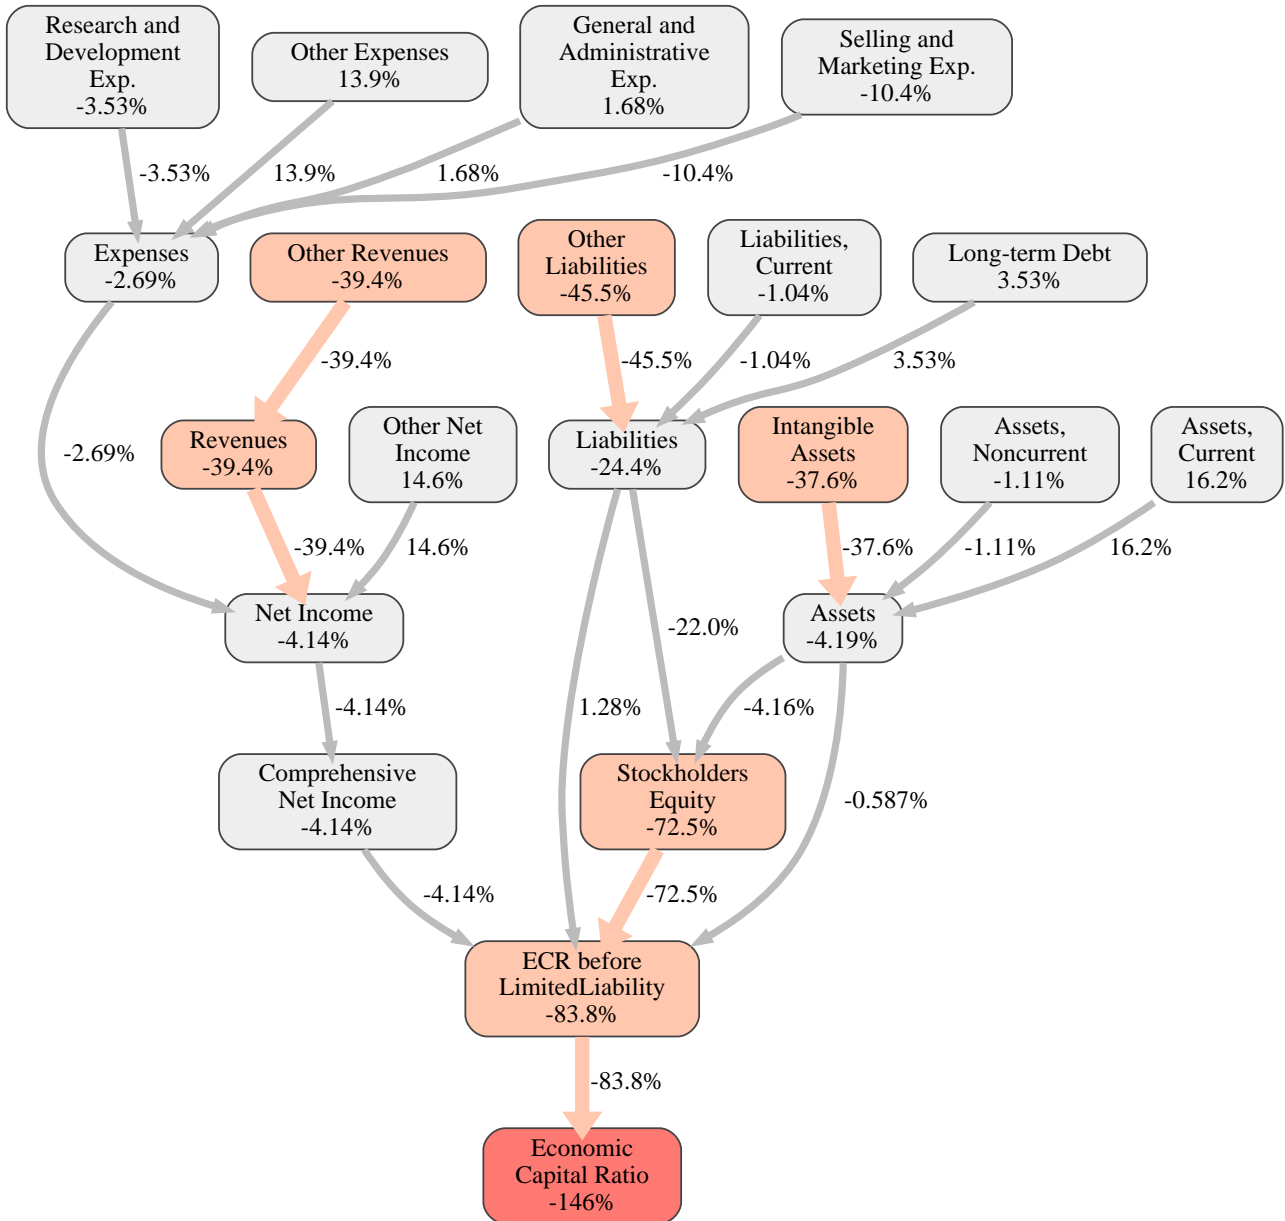 Research and
Development
Exp.
-3.53%
Other Expenses
13.9%
General and
Administrative
Exp.
1.68%
Selling and
Marketing Exp.
-10.4%
-3.53%
13.9%
1.68%
-10.4%
Expenses
-2.69%
Other Revenues
-39.4%
Other
Liabilities
-45.5%
Liabilities,
Current
-1.04%
Long-term Debt
3.53%
-39.4%
-45.5%
-1.04%
3.53%
-2.69%
Revenues
-39.4%
Other Net
Income
14.6%
Liabilities
-24.4%
Intangible
Assets
-37.6%
Assets,
Noncurrent
-1.11%
Assets,
Current
16.2%
-39.4%
14.6%
-37.6%
-1.11%
16.2%
Net Income
-4.14%
-22.0%
Assets
-4.19%
-4.14%
1.28%
-4.16%
Comprehensive
Net Income
-4.14%
Stockholders
Equity
-72.5%
-0.587%
-4.14%
-72.5%
ECR before
LimitedLiability
-83.8%
-83.8%
Economic
Capital Ratio
-146%